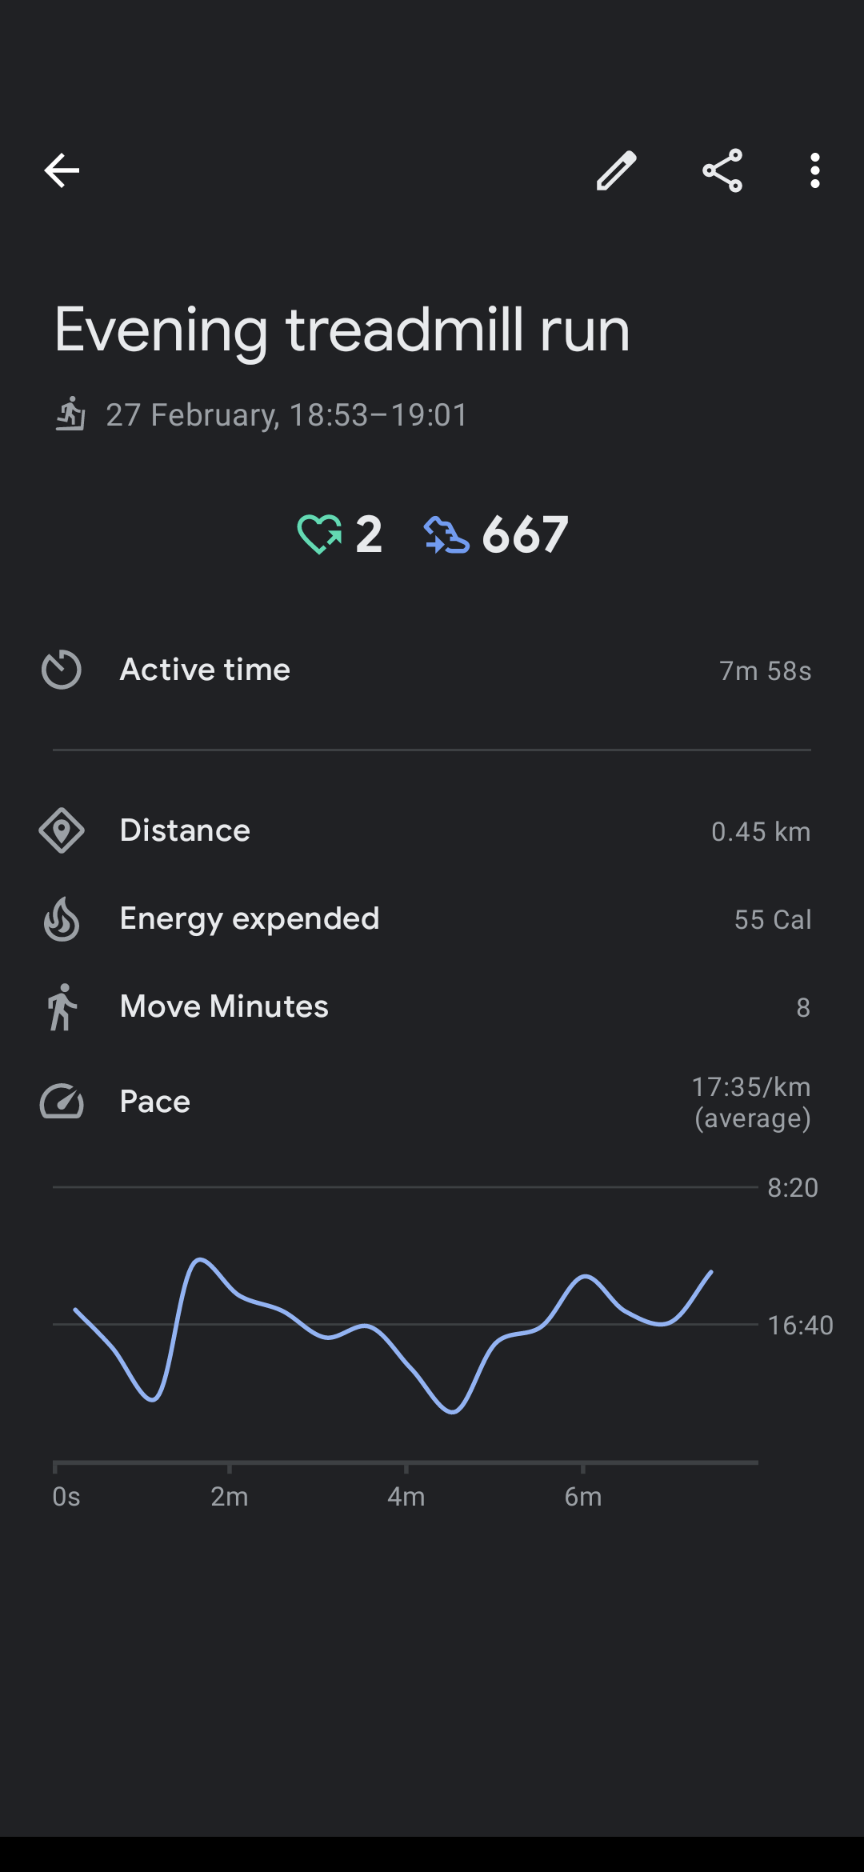 Evening treadmill run
27 February, 18:53–19:01
2 667
Active time 7m 58s
Distance 0.45 km
Energy expended 55 Cal
Move Minutes 8
Pace 17:35/km (average)
8:20
16:40
0s 2m 4m 6m